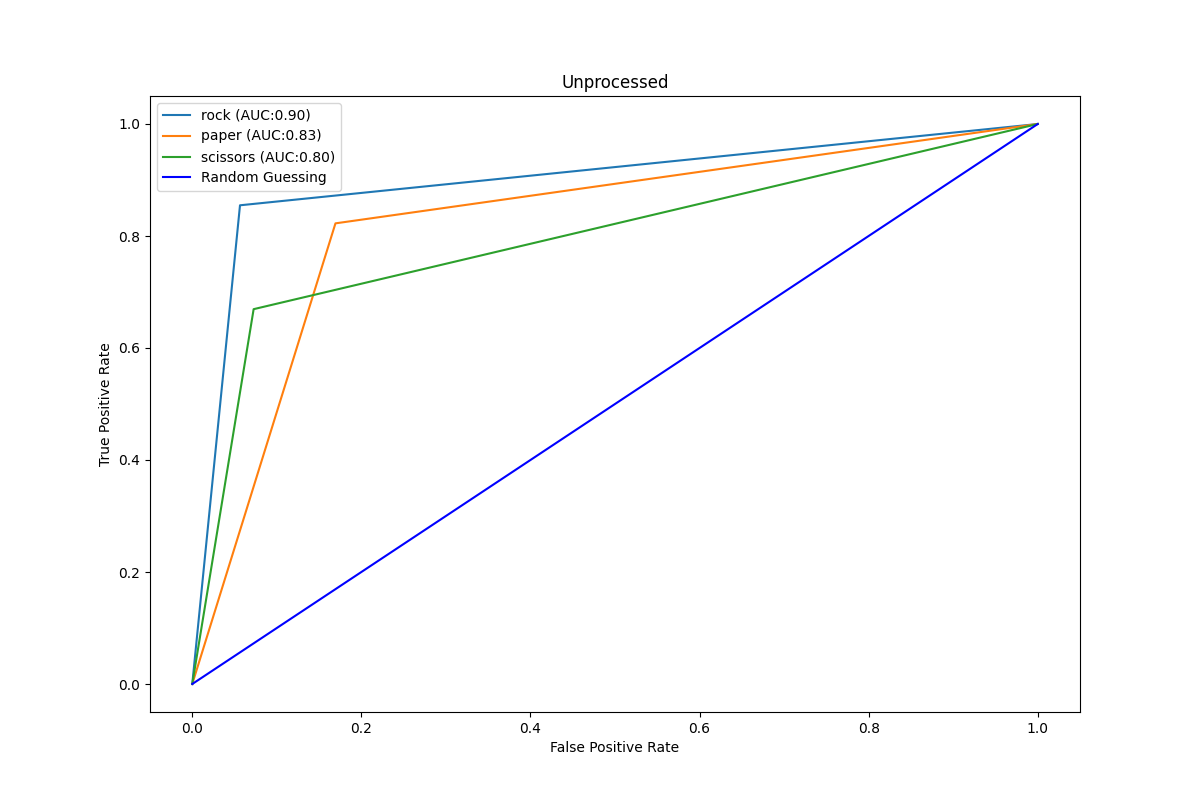 Unprocessed
rock (AUC:0.90)
paper (AUC:0.83)
scissors (AUC:0.80)
Random Guessing
1.0
0.8
0.6
0.4
0.2
0.0
True Positive Rate
0.0 0.2 0.4 0.6 0.8 1.0
False Positive Rate